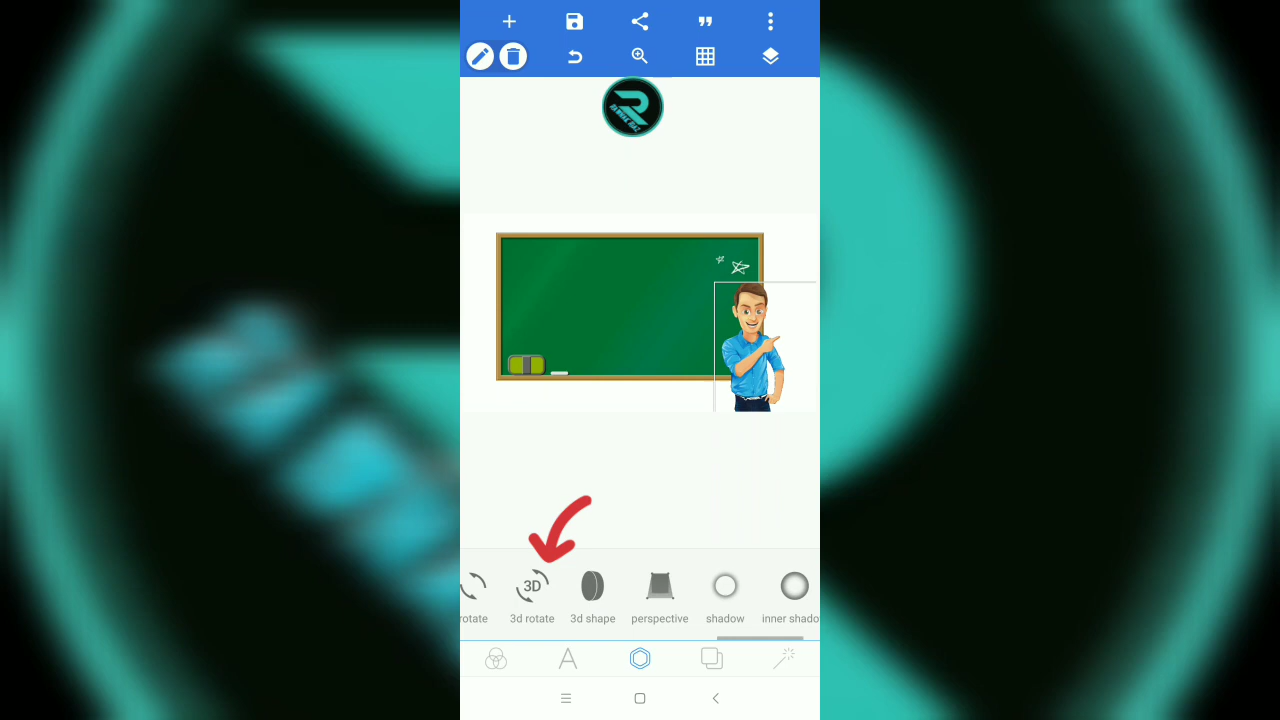 3D
rotate
3d rotate
3d shape
perspective
shadow
inner shado